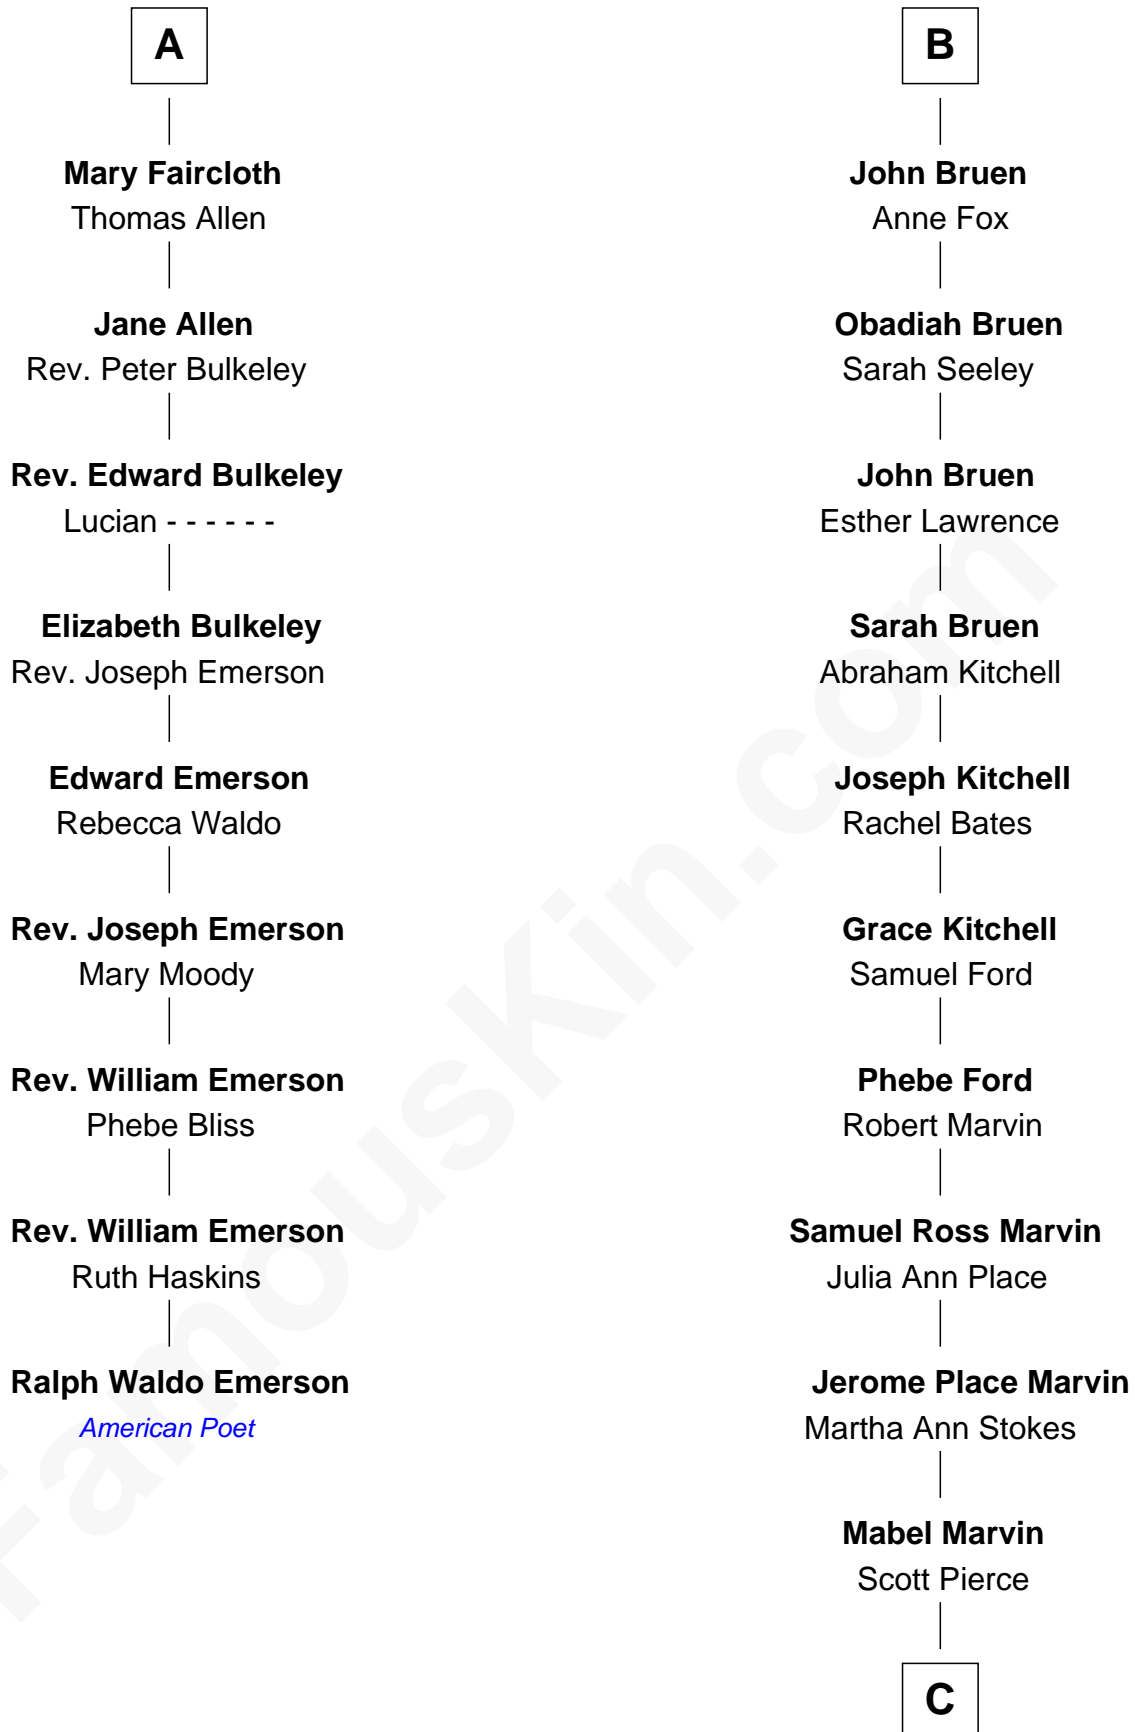 A
Mary Faircloth
Thomas Allen
Jane Allen
Rev. Peter Bulkeley
Rev. Edward Bulkeley
Lucian - - - - - -
Elizabeth Bulkeley
Rev. Joseph Emerson
Edward Emerson
Rebecca Waldo
Rev. Joseph Emerson
Mary Moody
Rev. William Emerson
Phebe Bliss
Rev. William Emerson
Ruth Haskins
Ralph Waldo Emerson
American Poet
B
John Bruen
Anne Fox
Obadiah Bruen
Sarah Seeley
John Bruen
Esther Lawrence
Sarah Bruen
Abraham Kitchell
Joseph Kitchell
Rachel Bates
Grace Kitchell
Samuel Ford
Phebe Ford
Robert Marvin
Samuel Ross Marvin
Julia Ann Place
Jerome Place Marvin
Martha Ann Stokes
Mabel Marvin
Scott Pierce
C
FamousKin.com